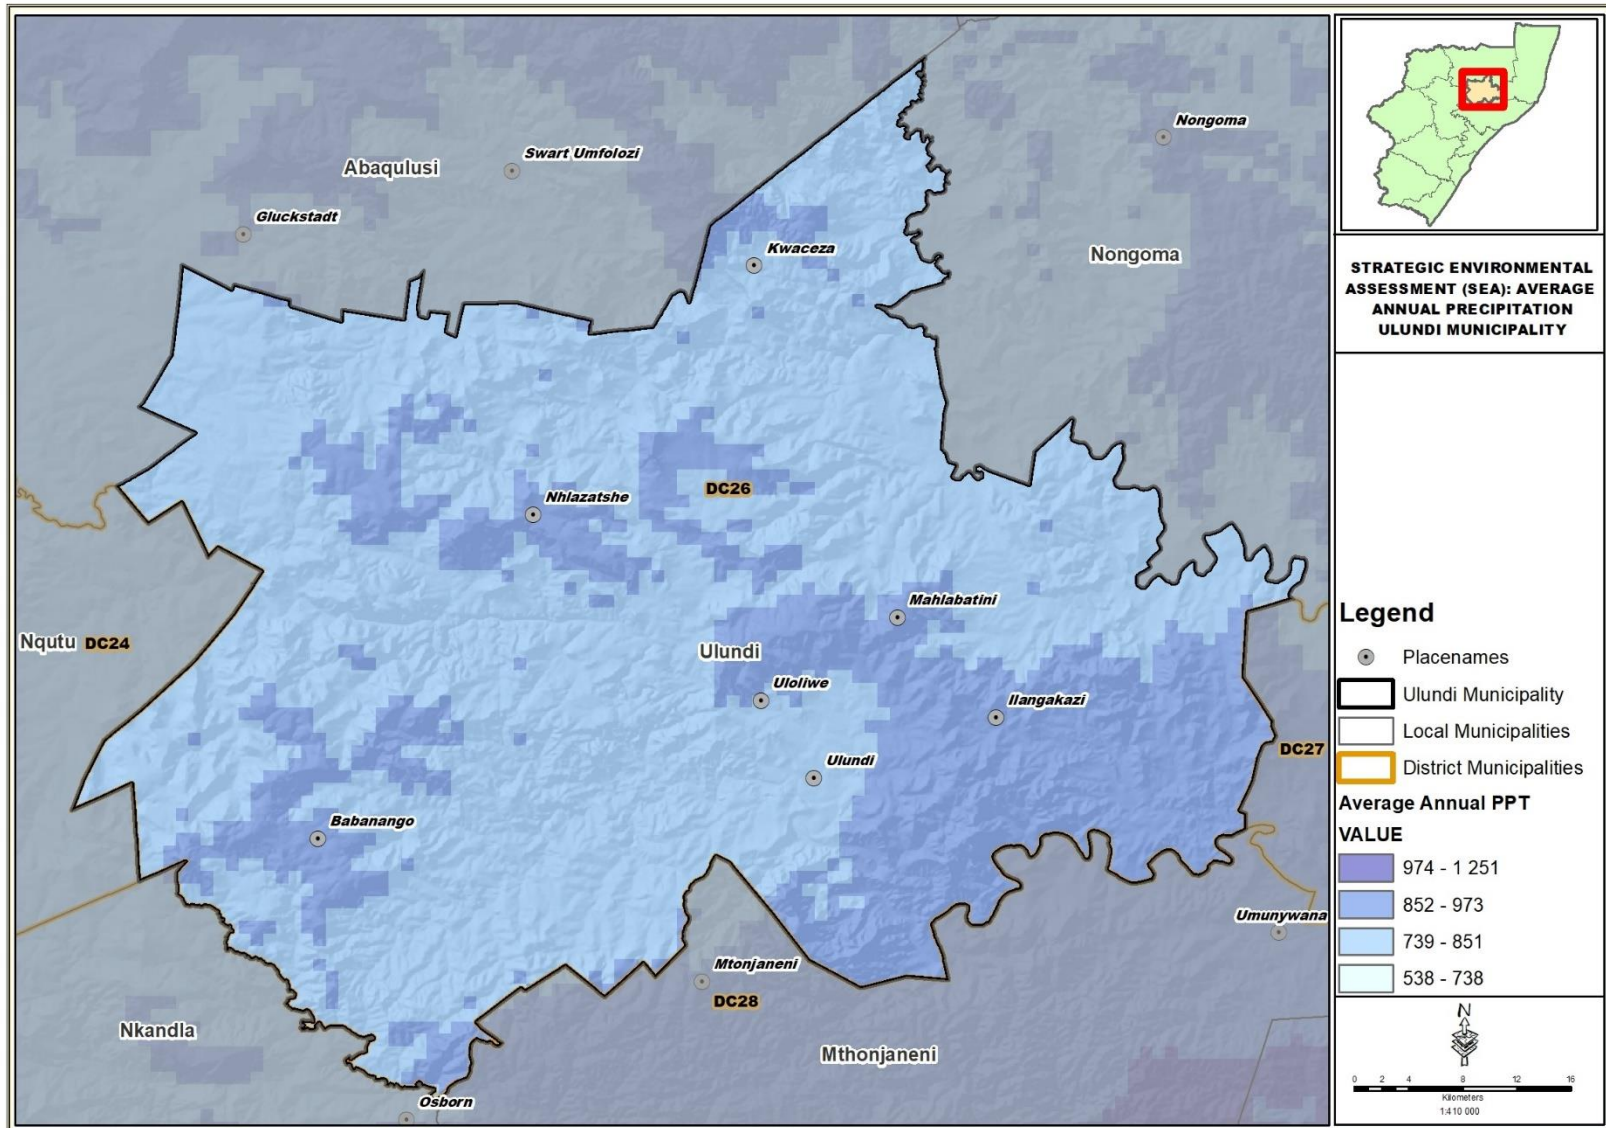 Nongoma
Swart Umfolozi
Abaqulusi
Gluckstadt
Kwaceza
Nongoma
Nhlazatshe
DC26
Mahlabatini
Nqutu DC24
Ulundi
Uloliwe
Ilangakazi
DC27
Ulundi
Babanango
Umunywana
Mtonjaneni
DC28
Nkandla
Mthonjaneni
Osborn
STRATEGIC ENVIRONMENTAL
ASSESSMENT (SEA): AVERAGE
ANNUAL PRECIPITATION
ULUNDI MUNICIPALITY
Legend
Placenames
Ulundi Municipality
Local Municipalities
District Municipalities
Average Annual PPT
VALUE
974 - 1 251
852 - 973
739 - 851
538 - 738
N
0 2 4 8 12 16
Kilometers
1:410 000